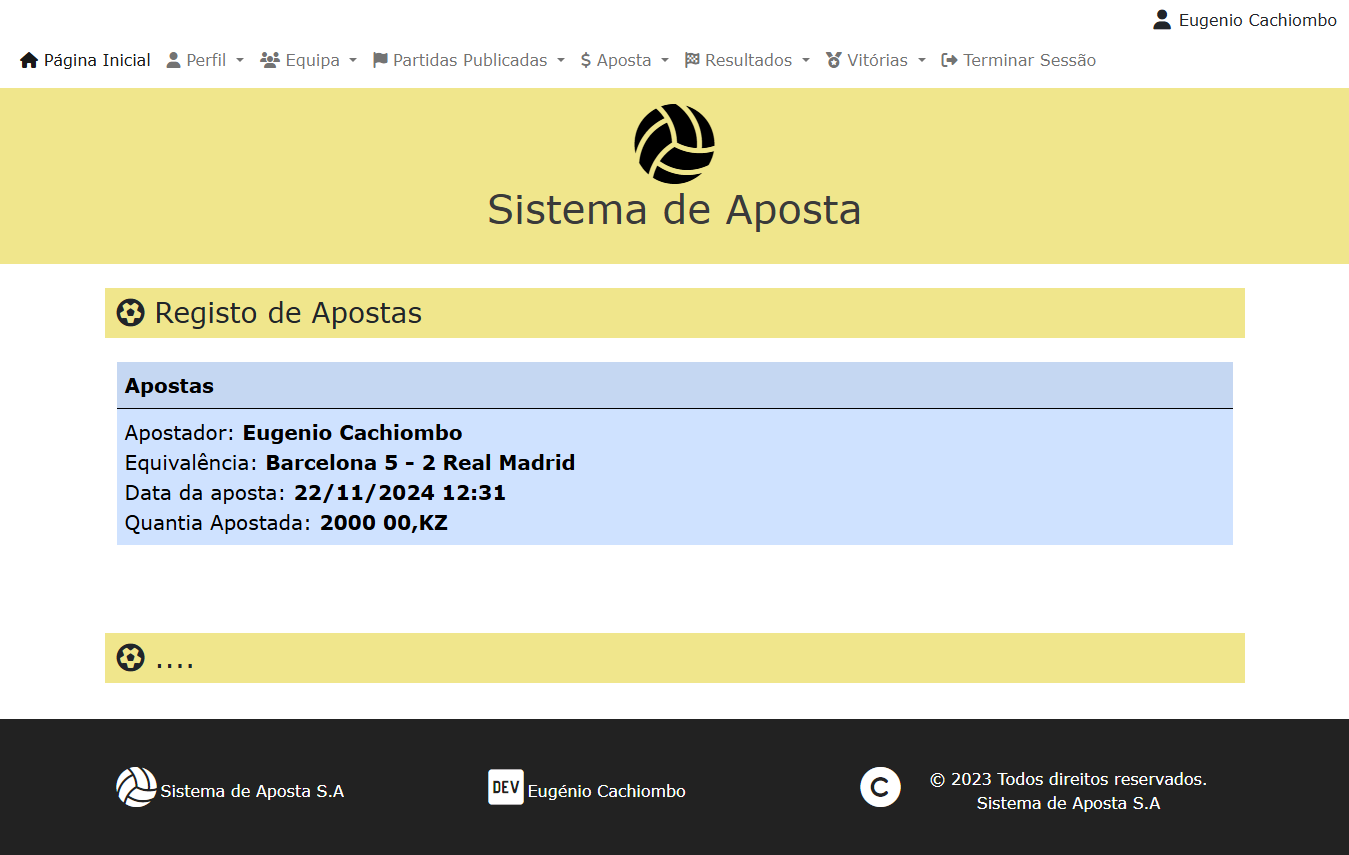 Eugenio Cachiombo
Página Inicial Perfil Equipa Partidas Publicadas $ Aposta Resultados Vitórias Terminar Sessão
Sistema de Aposta
Registo de Apostas
Apostas
Apostador: Eugenio Cachiombo
Equivalência: Barcelona 5 - 2 Real Madrid
Data da aposta: 22/11/2024 12:31
Quantia Apostada: 2000 00,KZ
....
Sistema de Aposta S.A
DEV Eugénio Cachiombo
C
© 2023 Todos direitos reservados.
Sistema de Aposta S.A